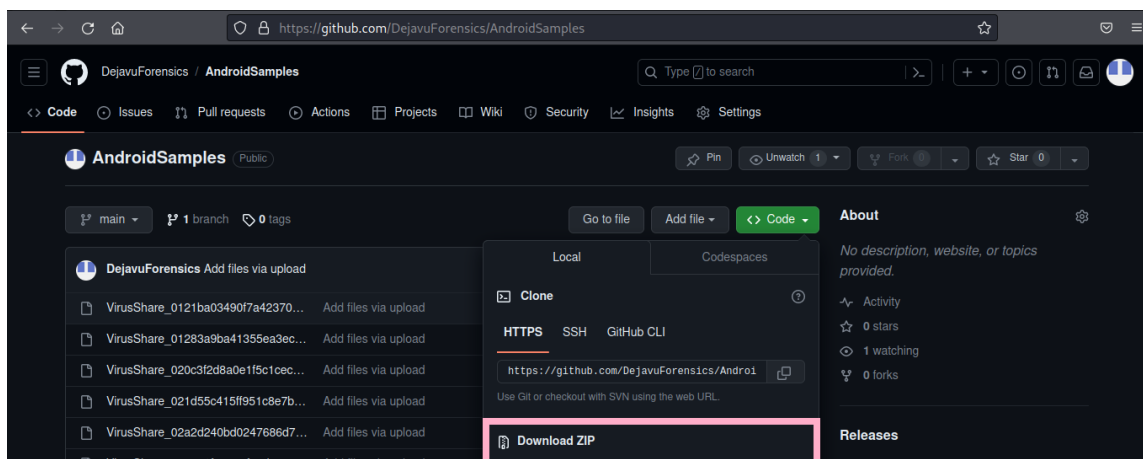 https://github.com/DejavuForensics/AndroidSamples
DejavuForensics / AndroidSamples
Type / to search
Code Issues Pull requests Actions Projects Wiki Security Insights Settings
AndroidSamples Public
Pin Unwatch 1 Fork 0 Star 0
main 1 branch 0 tags
Go to file Add file <> Code
About
No description, website, or topics
provided.
Activity
0 stars
1 watching
0 forks
Releases
DejavuForensics Add files via upload
VirusShare_0121ba03490f7a42370... Add files via upload
VirusShare_01283a9ba41355ea3ec... Add files via upload
VirusShare_020c3f2d8a0e1f5c1cec... Add files via upload
VirusShare_021d55c415ff951c8e7b... Add files via upload
VirusShare_02a2d240bd0247686d7... Add files via upload
Local Codespaces
Clone
HTTPS SSH GitHub CLI
https://github.com/DejavuForensics/Androi
Use Git or checkout with SVN using the web URL.
Download ZIP